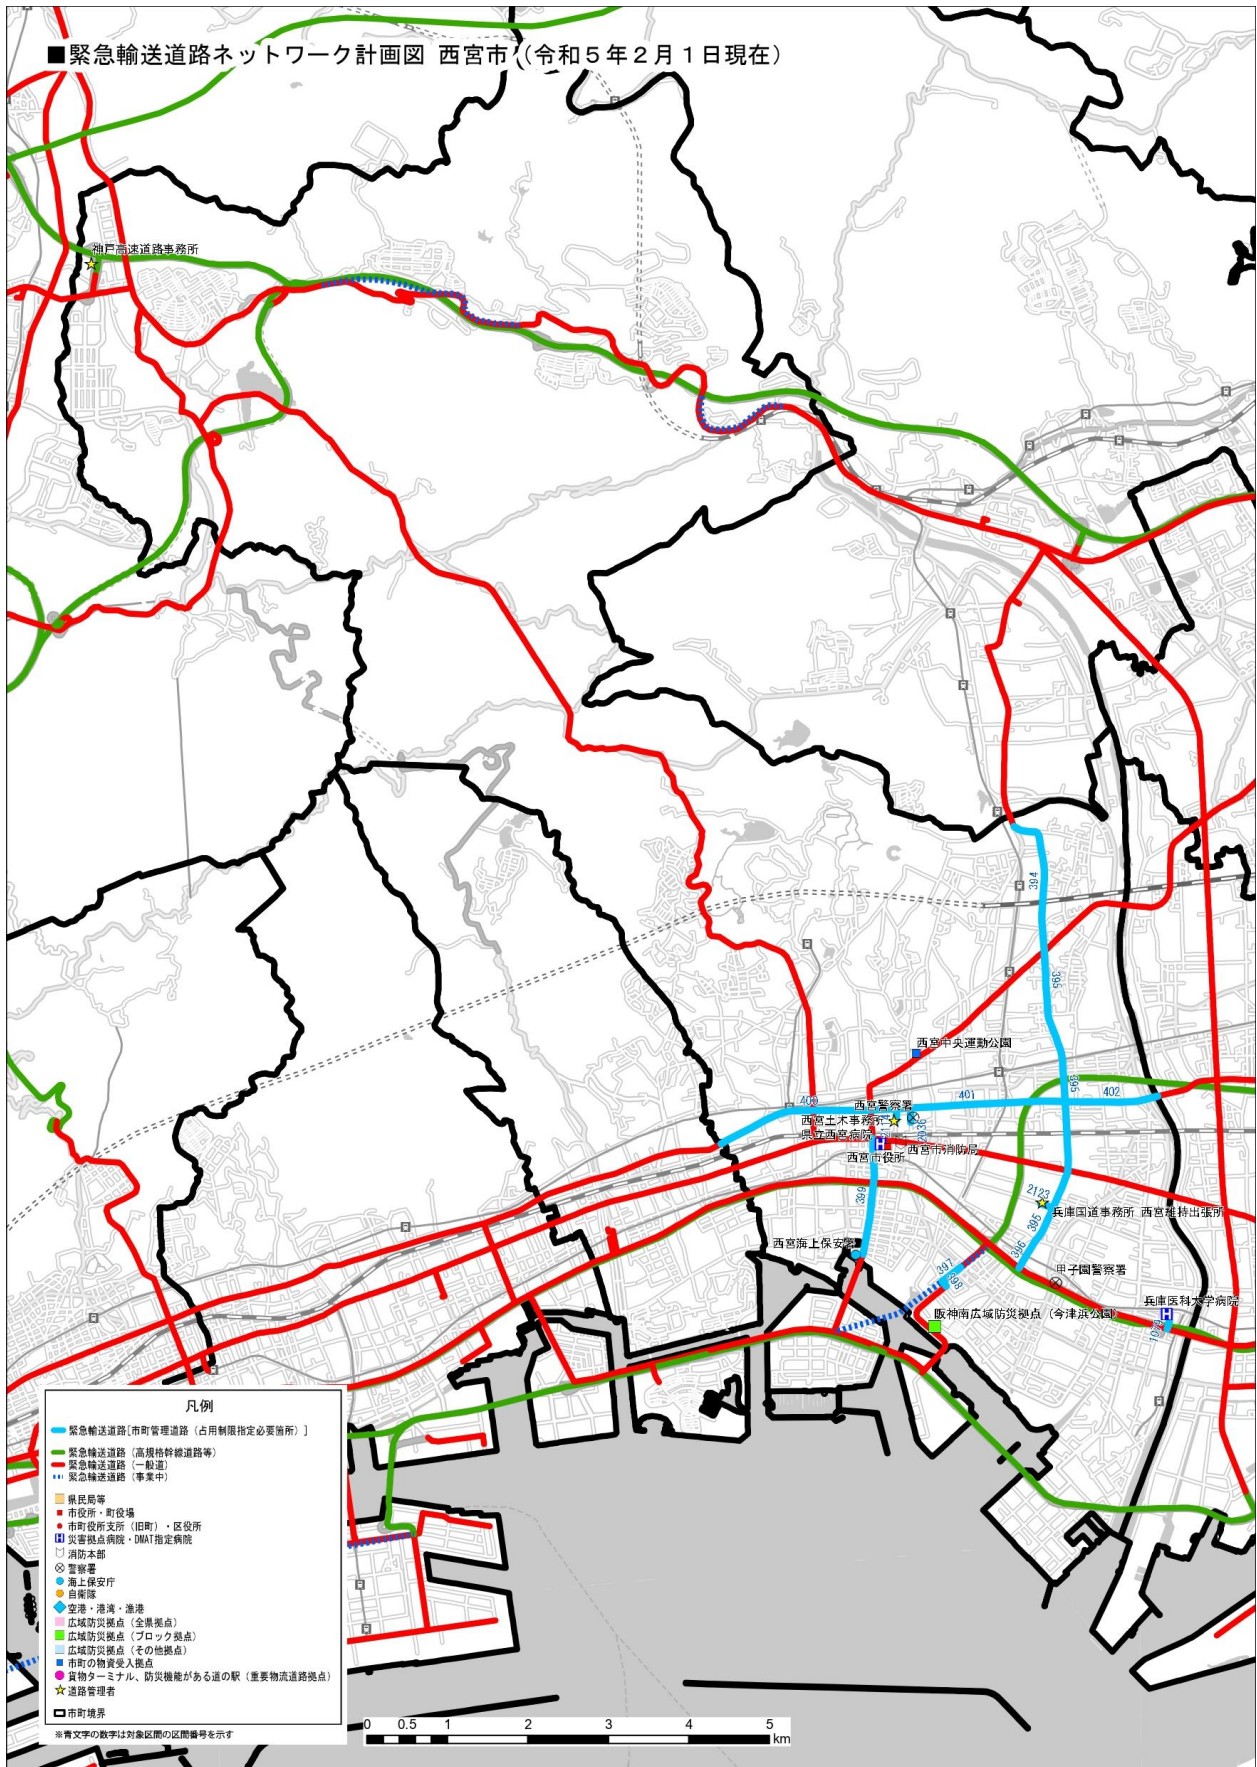 ■緊急輸送道路ネットワーク計画図 西宮市 (令和5年2月1日現在)
神戸高速道路事務所
394
395
西宮中央運動公園
395
400
401
402
西宮警察署
西宮土木事務所
2036
県立西宮病院
西宮市消防局
西宮市役所
399
2123
395
兵庫国道事務所 西宮維持出張所
西宮海上保安署
396
397
398
甲子園警察署
兵庫医科大学病院
阪神南広域防災拠点(今津浜公園)
凡例
緊急輸送道路[市町管理道路(占用制限指定必要箇所)]
緊急輸送道路(高規格幹線道路等)
緊急輸送道路(一般道)
緊急輸送道路(事業中)
県民局等
市役所・町役場
市町役所支所(旧町)・区役所
災害拠点病院・DMAT指定病院
消防本部
警察署
海上保安庁
自衛隊
空港・港湾・漁港
広域防災拠点(全県拠点)
広域防災拠点(ブロック拠点)
広域防災拠点(その他拠点)
市町の物資受入拠点
貨物ターミナル、防災機能がある道の駅(重要物流道路拠点)
道路管理者
市町境界
※青文字の数字は対象区間の区間番号を示す
0 0.5 1 2 3 4 5
km